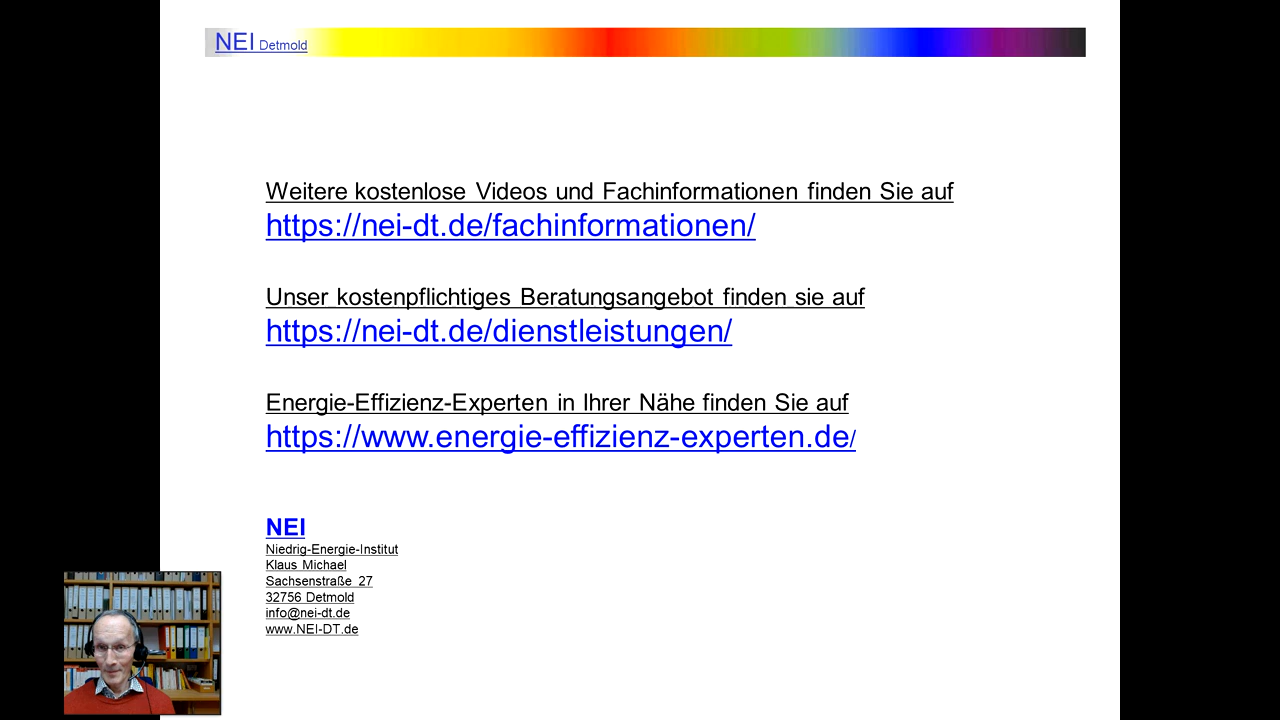 NEI Detmold
Weitere kostenlose Videos und Fachinformationen finden Sie auf
https://nei-dt.de/fachinformationen/
Unser kostenpflichtiges Beratungsangebot finden sie auf
https://nei-dt.de/dienstleistungen/
Energie-Effizienz-Experten in Ihrer Nähe finden Sie auf
https://www.energie-effizienz-experten.de/
NEI
Niedrig-Energie-Institut
Klaus Michael
Sachsenstraße 27
32756 Detmold
info@nei-dt.de
www.NEI-DT.de